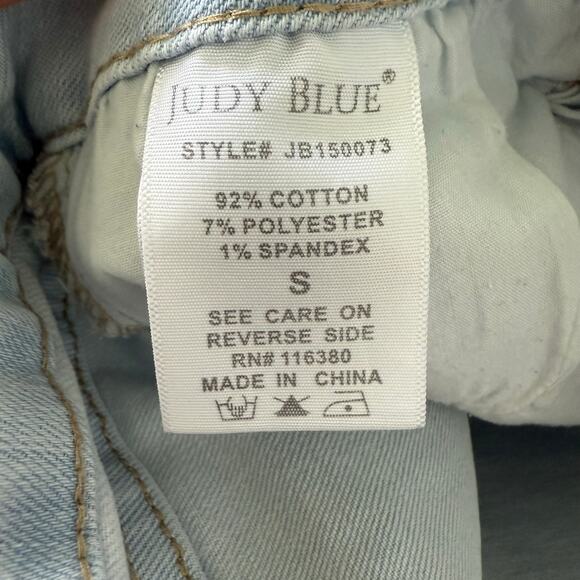 JUDY BLUE®
STYLE# JB150073
92% COTTON
7% POLYESTER
1% SPANDEX
S
SEE CARE ON
REVERSE SIDE
RN# 116380
MADE IN CHINA